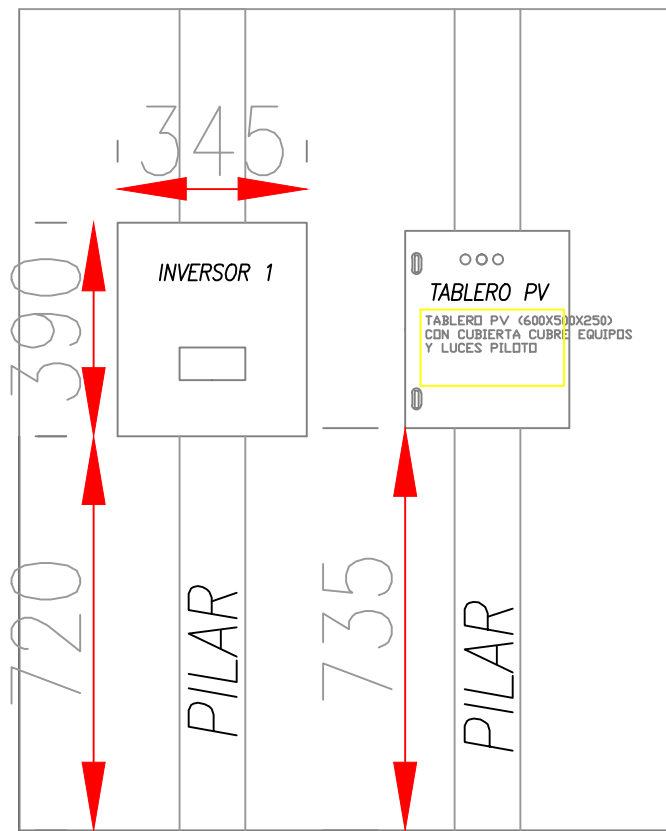 345
390
INVERSOR 1
TABLERO PV
TABLERO PV (600X500X250)
CON CUBIERTA CUBRE EQUIPOS
Y LUCES PILOTO
720
PILAR
735
PILAR